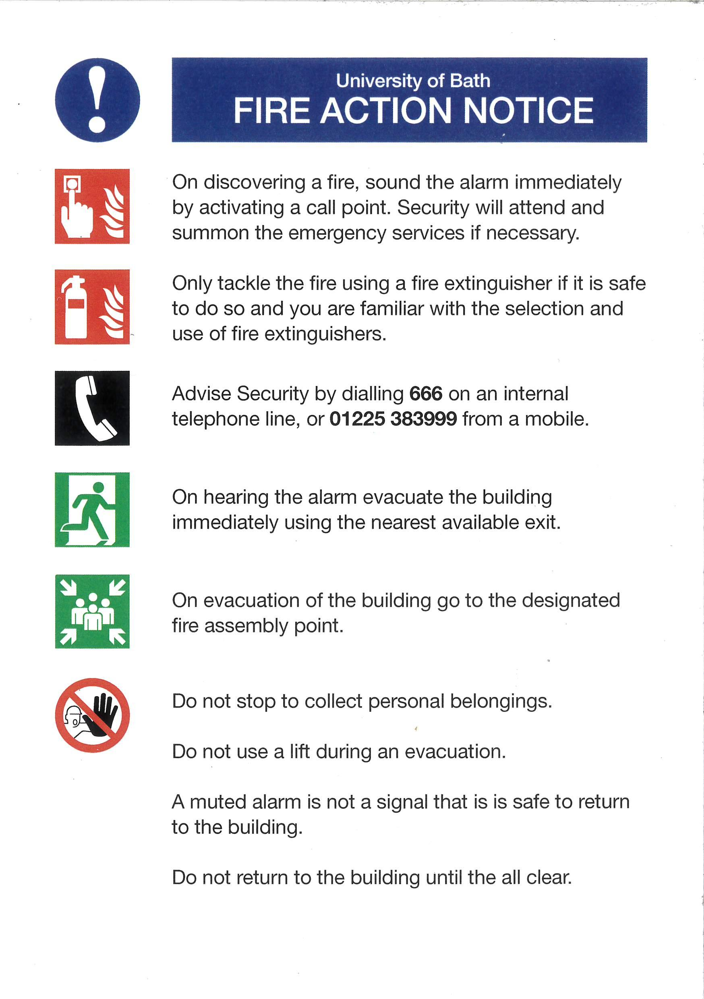 University of Bath
FIRE ACTION NOTICE
On discovering a fire, sound the alarm immediately
by activating a call point. Security will attend and
summon the emergency services if necessary.
Only tackle the fire using a fire extinguisher if it is safe
to do so and you are familiar with the selection and
use of fire extinguishers.
Advise Security by dialling 666 on an internal
telephone line, or 01225 383999 from a mobile.
On hearing the alarm evacuate the building
immediately using the nearest available exit.
On evacuation of the building go to the designated
fire assembly point.
Do not stop to collect personal belongings.
Do not use a lift during an evacuation.
A muted alarm is not a signal that is is safe to return
to the building.
Do not return to the building until the all clear.